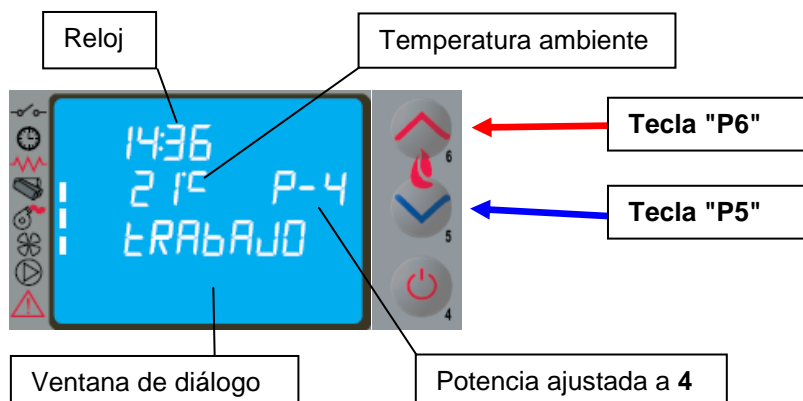 Reloj
Temperatura ambiente
14:36
21°C P-4
tRAbAJO
6
5
4
Tecla "P6"
Tecla "P5"
Ventana de diálogo
Potencia ajustada a 4